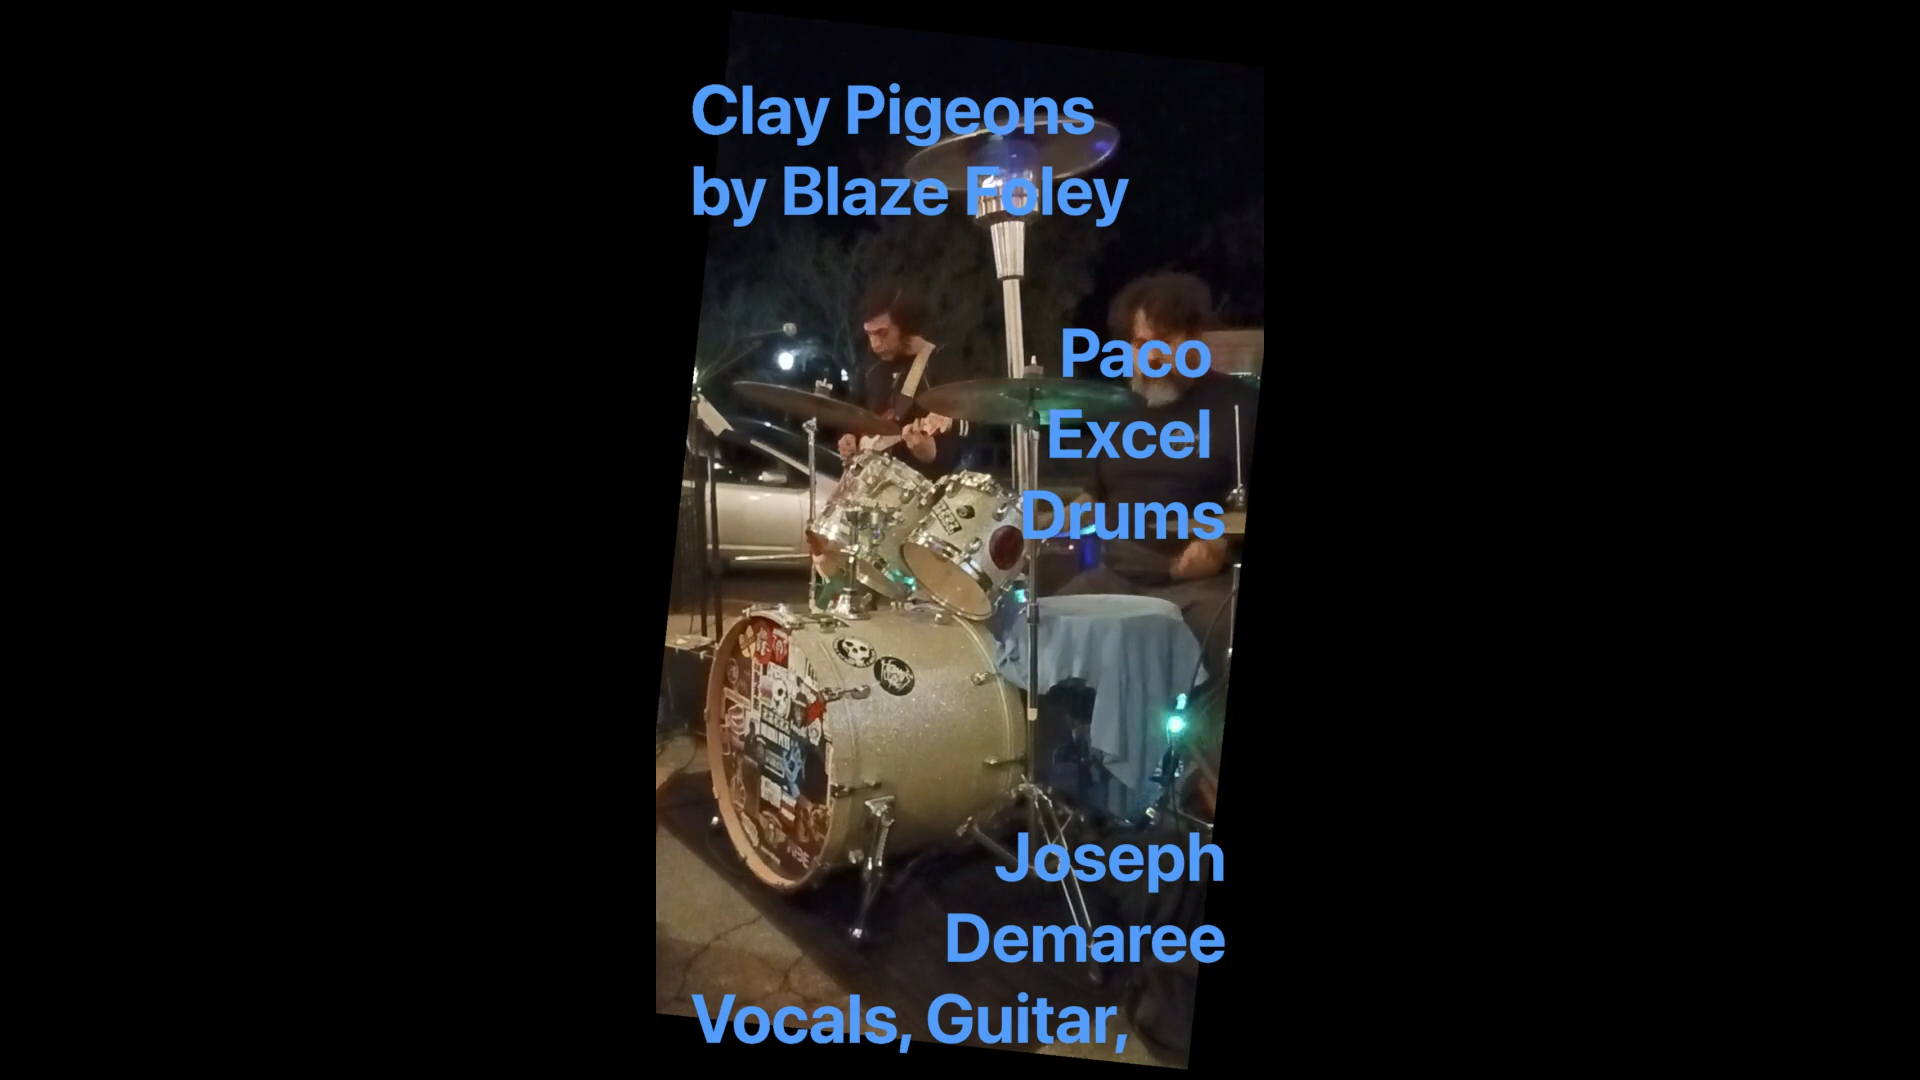 Clay Pigeons
by Blaze Foley
Paco
Excel
Drums
Joseph
Demaree
Vocals, Guitar,